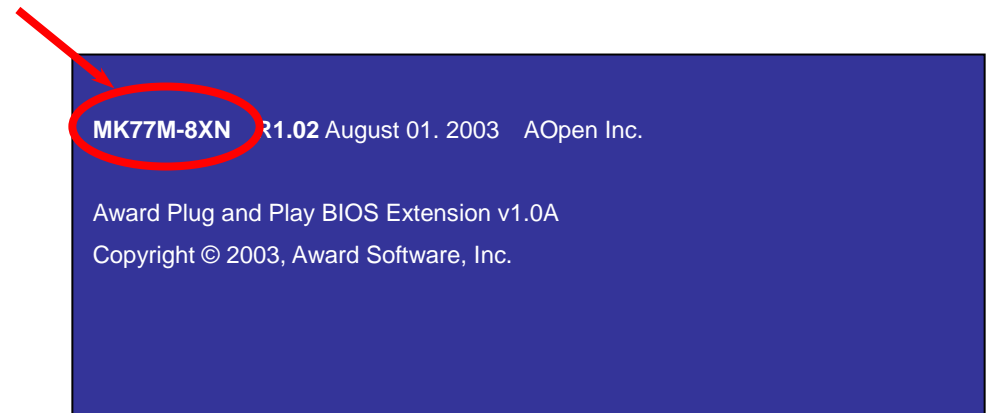 MK77M-8XN R1.02 August 01. 2003 AOpen Inc.
Award Plug and Play BIOS Extension v1.0A
Copyright © 2003, Award Software, Inc.